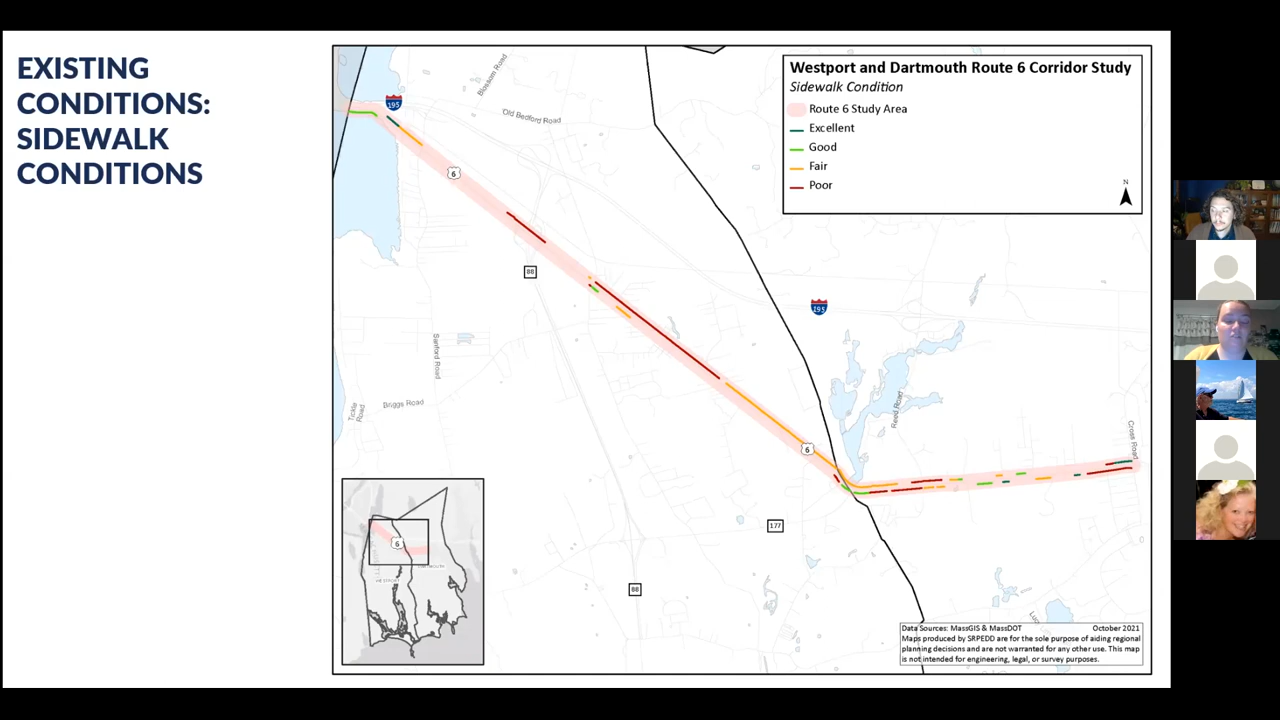 EXISTING
CONDITIONS:
SIDEWALK
CONDITIONS
Westport and Dartmouth Route 6 Corridor Study
Sidewalk Condition
Route 6 Study Area
Excellent
Good
Fair
Poor
N
195
Blossom Road
Old Bedford Road
6
88
195
Sanford Road
Briggs Road
Tickle
Road
Reed Road
Cross Road
6
177
88
6
WESTPORT
DARTMOUTH
Data Sources: MassGIS & MassDOT October 2021
Maps produced by SRPEDD are for the sole purpose of aiding regional
planning decisions and are not warranted for any other use. This map
is not intended for engineering, legal, or survey purposes.